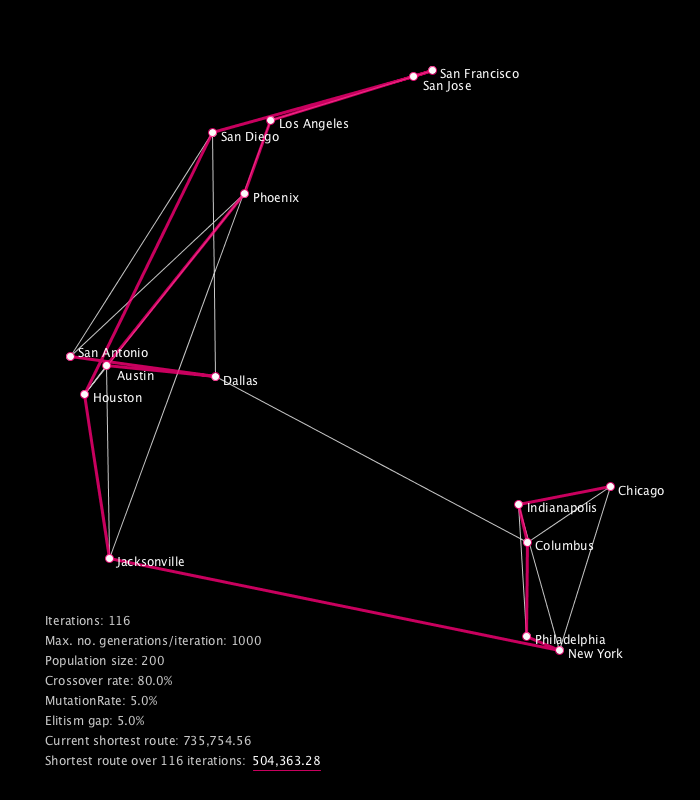 San Francisco
San Jose
Los Angeles
San Diego
Phoenix
San Antonio
Austin
Dallas
Houston
Chicago
Indianapolis
Columbus
Jacksonville
Philadelphia
New York
Iterations: 116
Max. no. generations/iteration: 1000
Population size: 200
Crossover rate: 80.0%
MutationRate: 5.0%
Elitism gap: 5.0%
Current shortest route: 735,754.56
Shortest route over 116 iterations: 504,363.28